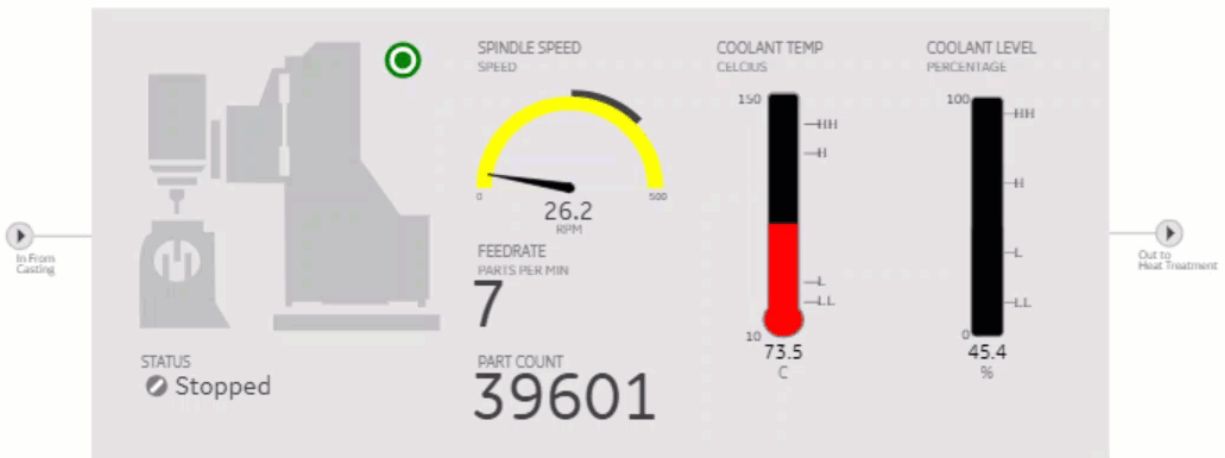 SPINDLE SPEED
SPEED
0
500
26.2
RPM
FEEDRATE
PARTS PER MIN
7
PART COUNT
39601
COOLANT TEMP
CELCIUS
150
HH
H
L
LL
10
73.5
C
COOLANT LEVEL
PERCENTAGE
100
HH
H
L
LL
0
45.4
%
STATUS
Stopped
In From
Casting
Out to
Heat Treatment